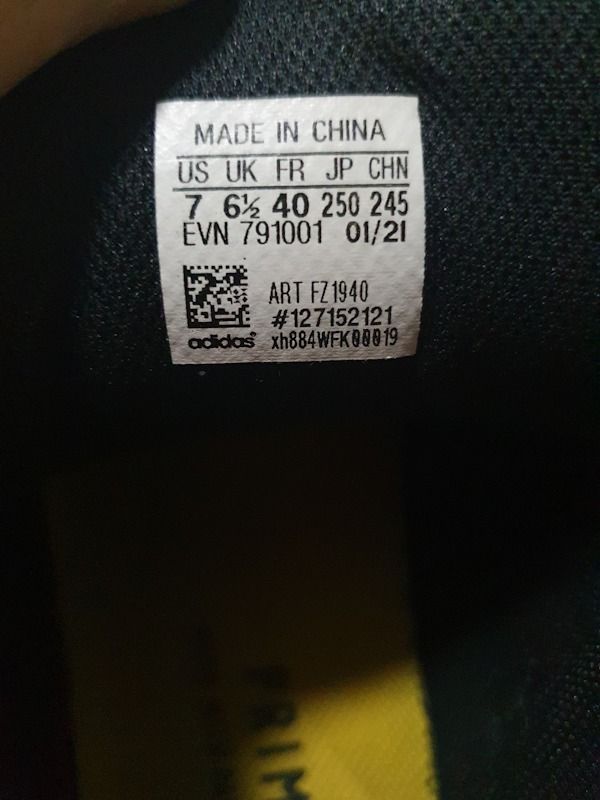 MADE IN CHINA
US UK FR JP CHN
7 6½ 40 250 245
EVN 791001 01/21
ART FZ1940
#127152121
adidas® xh884WFK00019
PRIM